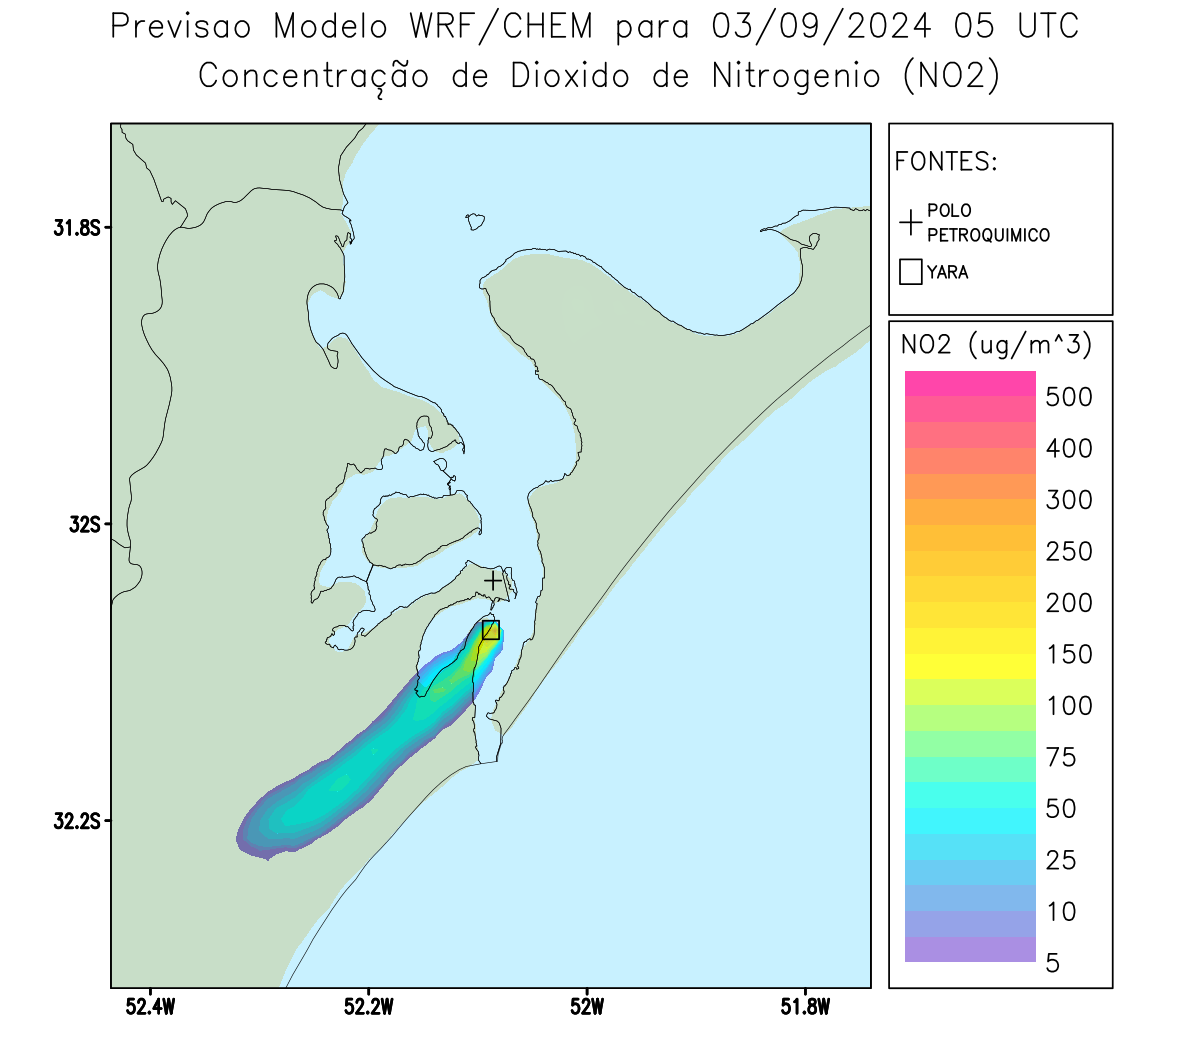 Previsao Modelo WRF/CHEM para 03/09/2024 05 UTC
Concentração de Dioxido de Nitrogenio (NO2)
FONTES:
POLO
PETROQUIMICO
YARA
NO2 (ug/m^3)
500
400
300
250
200
150
100
75
50
25
10
5
31.8S
32S
32.2S
52.4W
52.2W
52W
51.8W